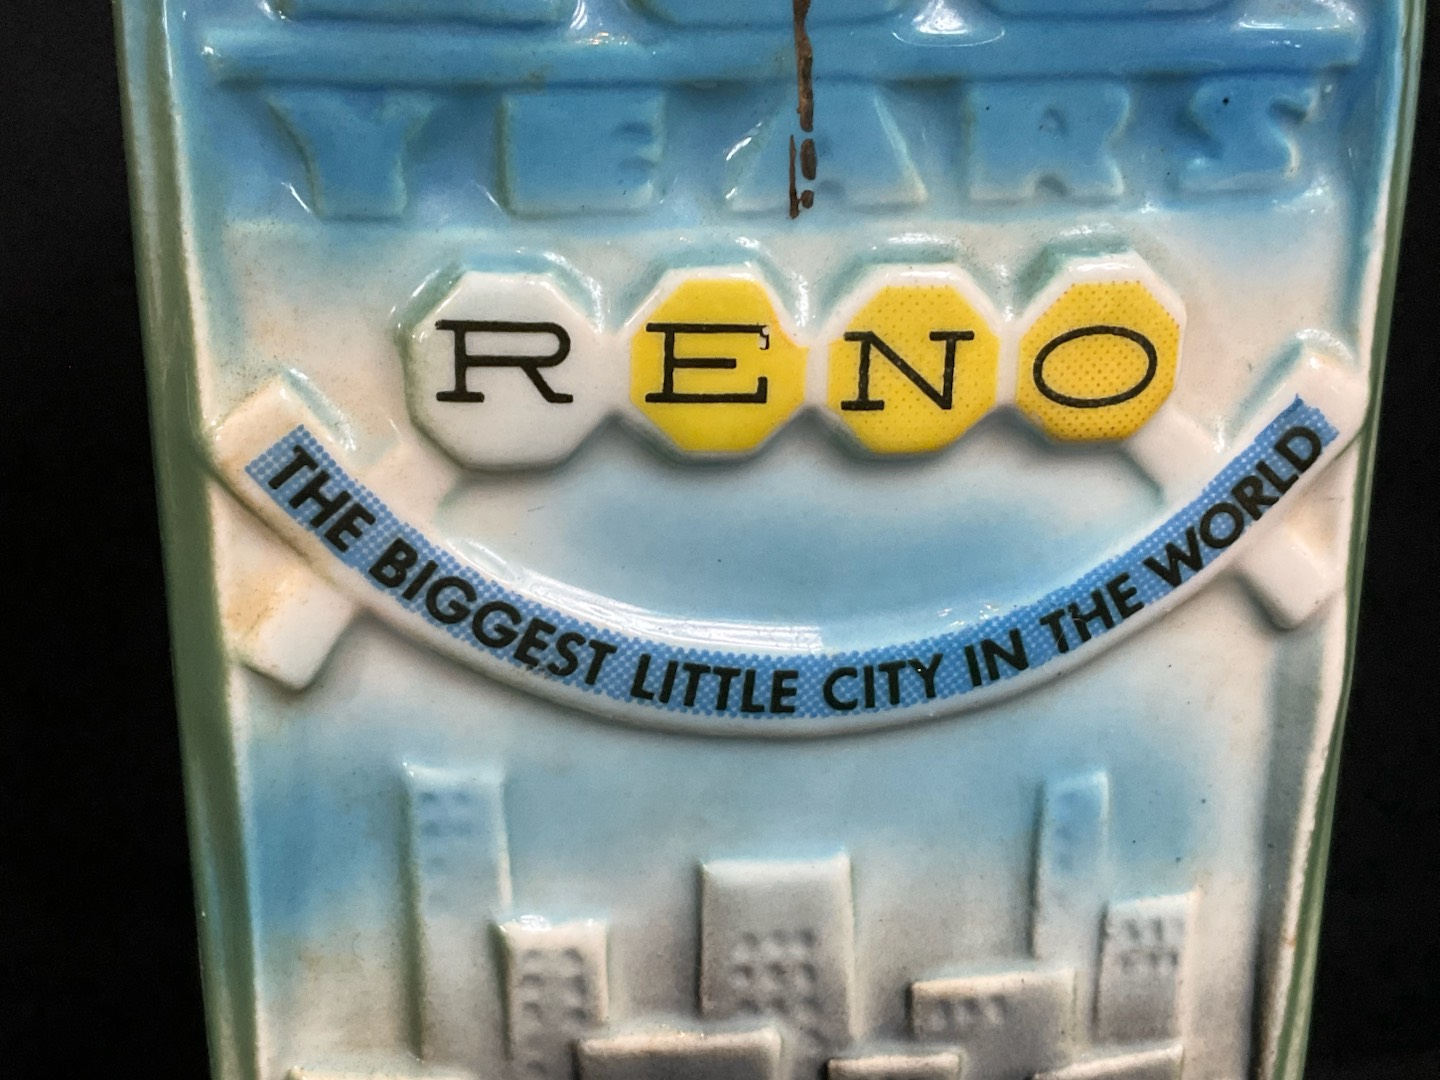 YEARS
RENO
THE BIGGEST LITTLE CITY IN THE WORLD